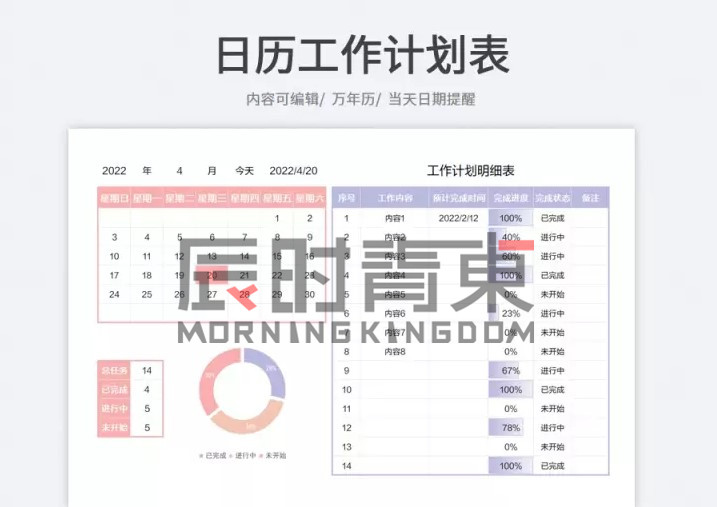 日历工作计划表
内容可编辑/ 万年历/ 当天日期提醒
2022 年 4 月 今天 2022/4/20
星期日 星期一 星期二 星期三 星期四 星期五 星期六
1 2
3 4 5 6 7 8 9
10 11 12 13 14 15 16
17 18 19 20 21 22 23
24 25 26 27 28 29 30
工作计划明细表
序号 工作内容 预计完成时间 完成进度 完成状态 备注
1 内容1 2022/2/12 100% 已完成
2 内容2 40% 进行中
3 内容3 60% 进行中
4 内容4 100% 已完成
5 内容5 0% 未开始
6 内容6 23% 进行中
7 内容7 0% 未开始
8 内容8 0% 未开始
9 67% 进行中
10 100% 已完成
11 0% 未开始
12 78% 进行中
13 0% 未开始
14 100% 已完成
辰时青東
MORNINGKINGDOM
总任务 14
已完成 4
进行中 5
未开始 5
已完成 进行中 未开始